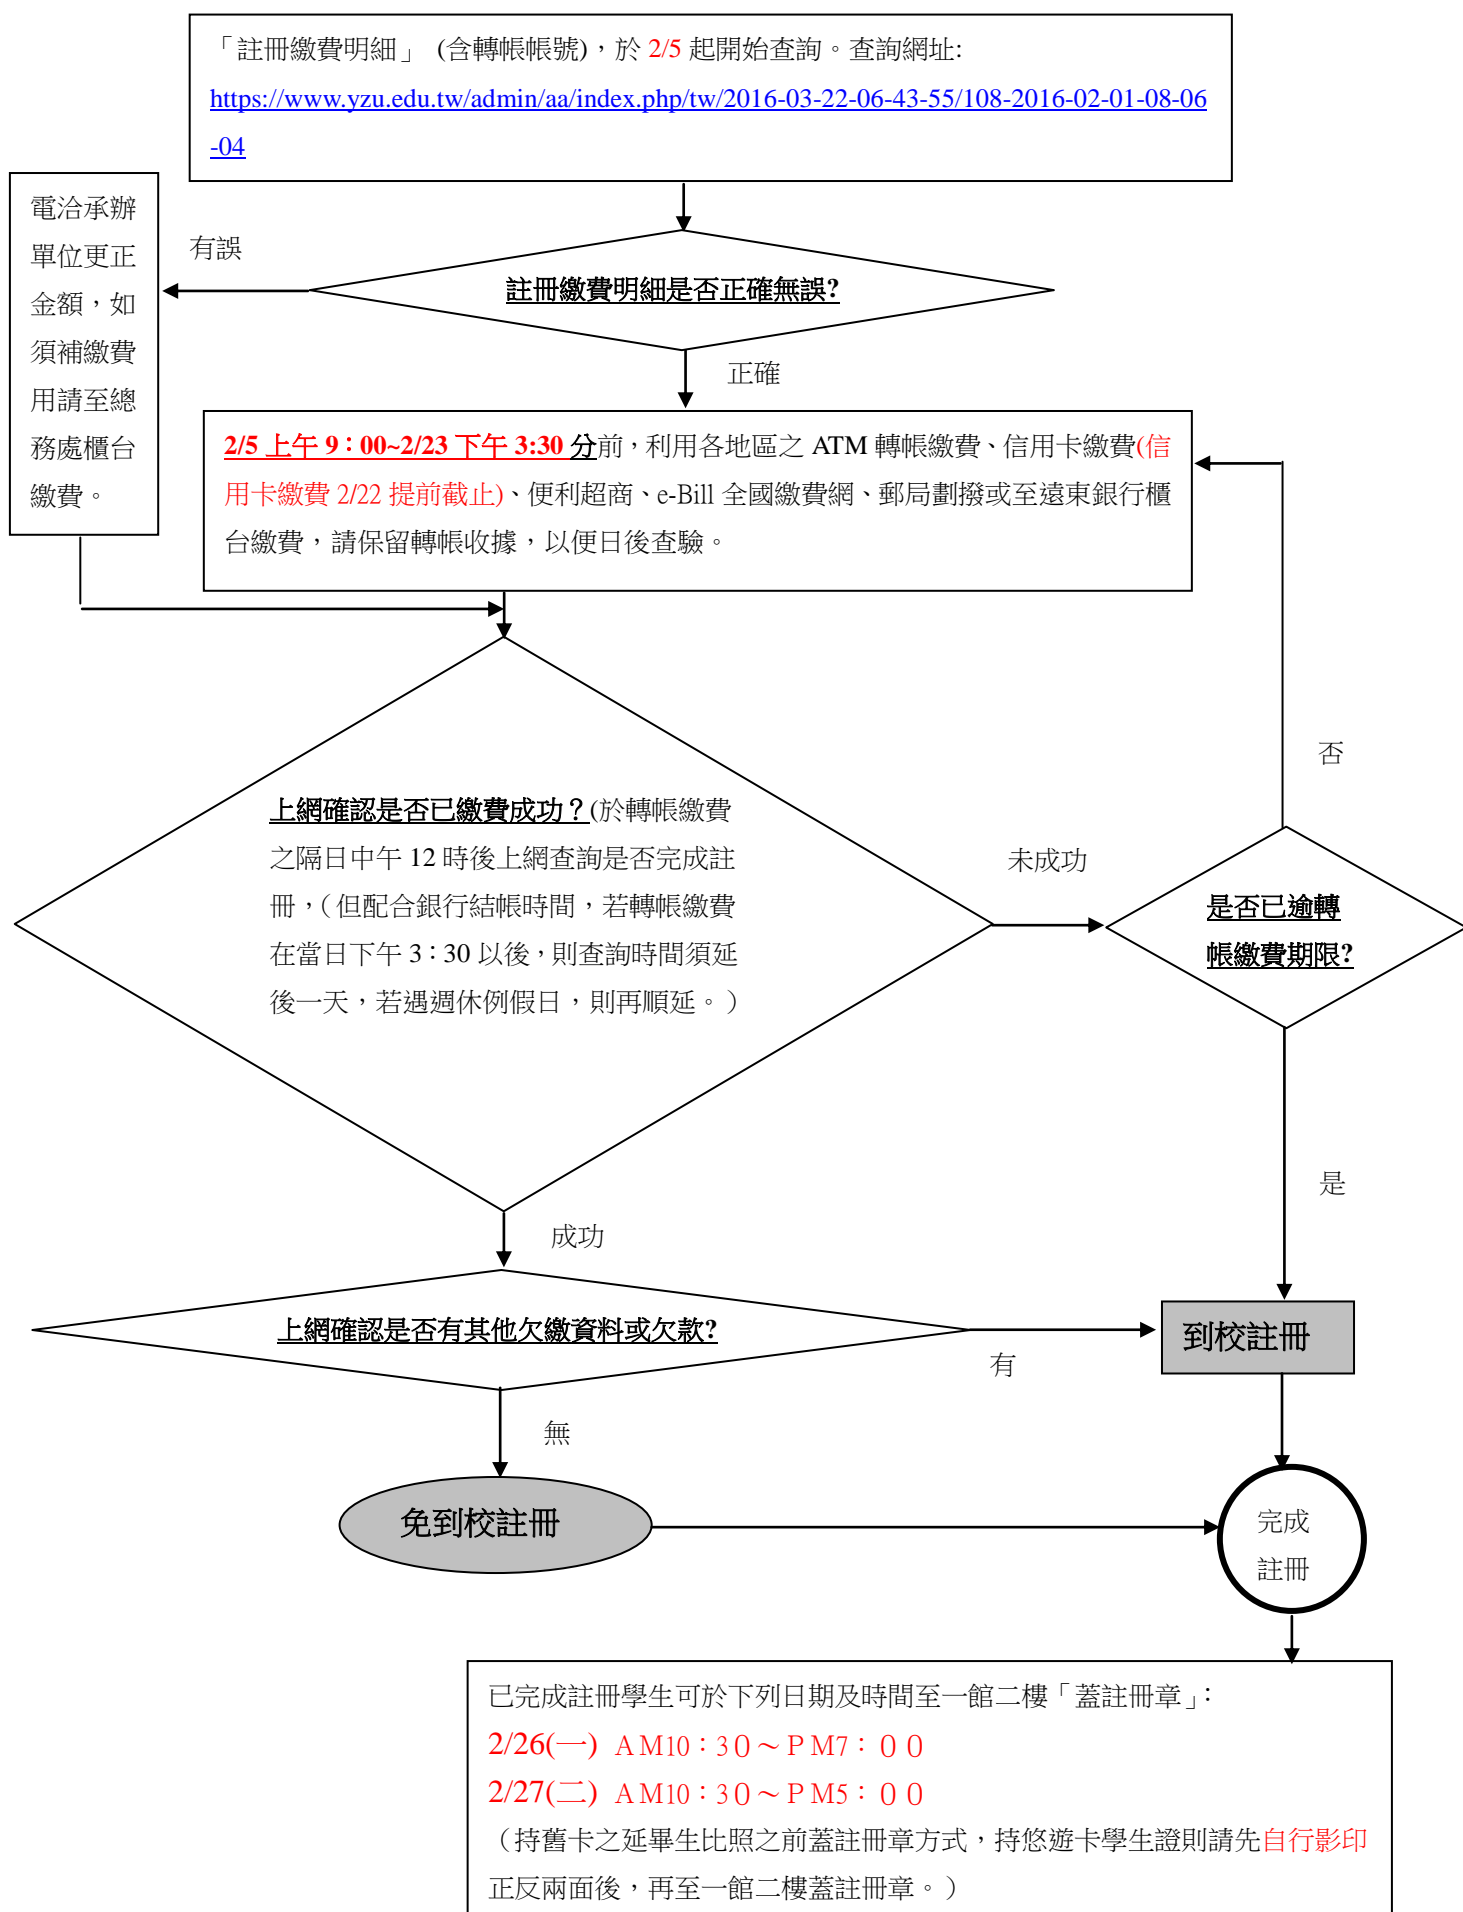 「註冊繳費明細」 (含轉帳帳號)，於 2/5 起開始查詢。查詢網址:
https://www.yzu.edu.tw/admin/aa/index.php/tw/2016-03-22-06-43-55/108-2016-02-01-08-06
-04
電洽承辦
單位更正
金額，如
須補繳費
用請至總
務處櫃台
繳費。
有誤
註冊繳費明細是否正確無誤?
正確
2/5 上午 9：00~2/23 下午 3:30 分前，利用各地區之 ATM 轉帳繳費、信用卡繳費(信
用卡繳費 2/22 提前截止)、便利超商、e-Bill 全國繳費網、郵局劃撥或至遠東銀行櫃
台繳費，請保留轉帳收據，以便日後查驗。
否
上網確認是否已繳費成功？(於轉帳繳費
之隔日中午 12 時後上網查詢是否完成註
冊，（但配合銀行結帳時間，若轉帳繳費
在當日下午 3：30 以後，則查詢時間須延
後一天，若遇週休例假日，則再順延。）
未成功
是否已逾轉
帳繳費期限?
是
成功
上網確認是否有其他欠繳資料或欠款?
有
到校註冊
無
免到校註冊
完成
註冊
已完成註冊學生可於下列日期及時間至一館二樓「蓋註冊章」：
2/26(一) ＡM10：3０～ＰM7：００
2/27(二) ＡM10：3０～ＰM5：００
（持舊卡之延畢生比照之前蓋註冊章方式，持悠遊卡學生證則請先自行影印
正反兩面後，再至一館二樓蓋註冊章。）